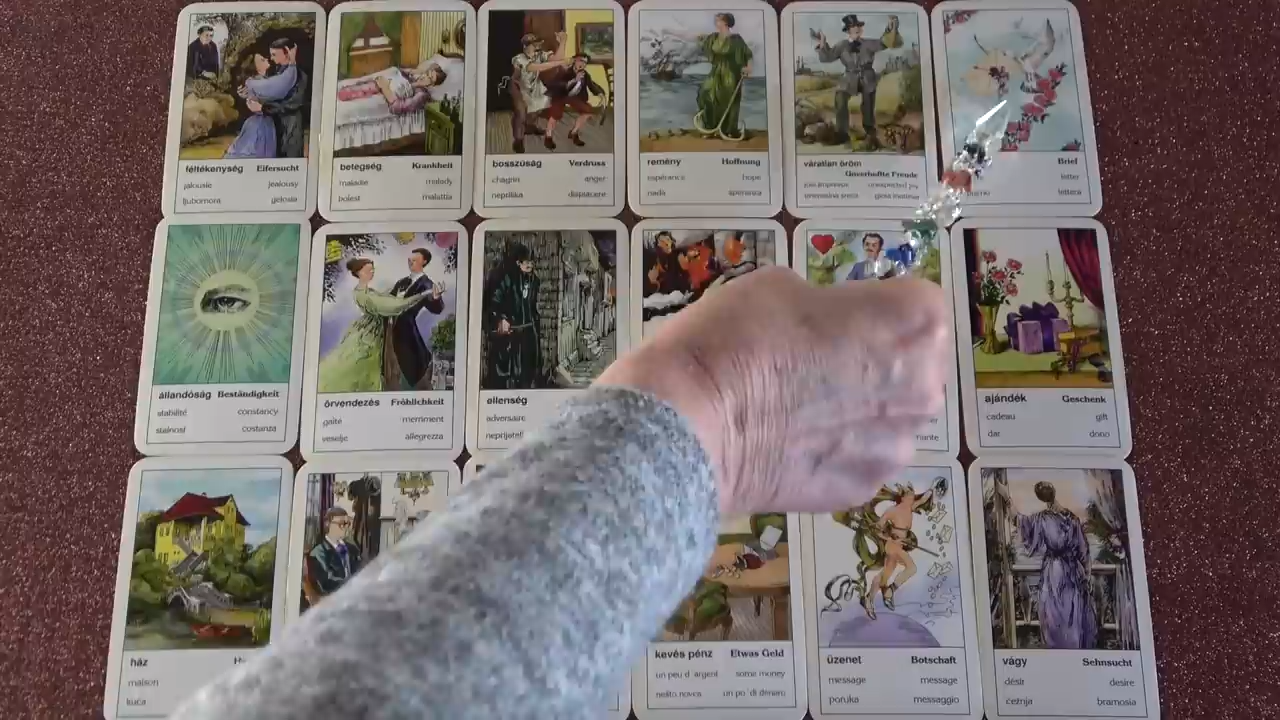 féltékenység Eifersucht
jalousie jealousy
ljubomora gelosia
betegség Krankheit
maladie malady
bolest malattia
bosszúság Verdruss
chagrin anger
neprilika dispiacere
remény Hoffnung
espérance hope
nada speranza
váratlan öröm
Unverhoffte Freude
Brief
letter
lettera
állandóság Beständigkeit
stabilité constancy
stalnost costanza
örvendezés Fröhlichkeit
gaité merriment
veselje allegrezza
ellenség
adversaire
neprijatelj
ajándék Geschenk
cadeau gift
dar dono
ház
maison
kuća
kevés pénz Etwas Geld
un peu d'argent some money
nešto novca un po'di denaro
üzenet Botschaft
message message
poruka messaggio
vágy Sehnsucht
désir desire
čežnja bramosia